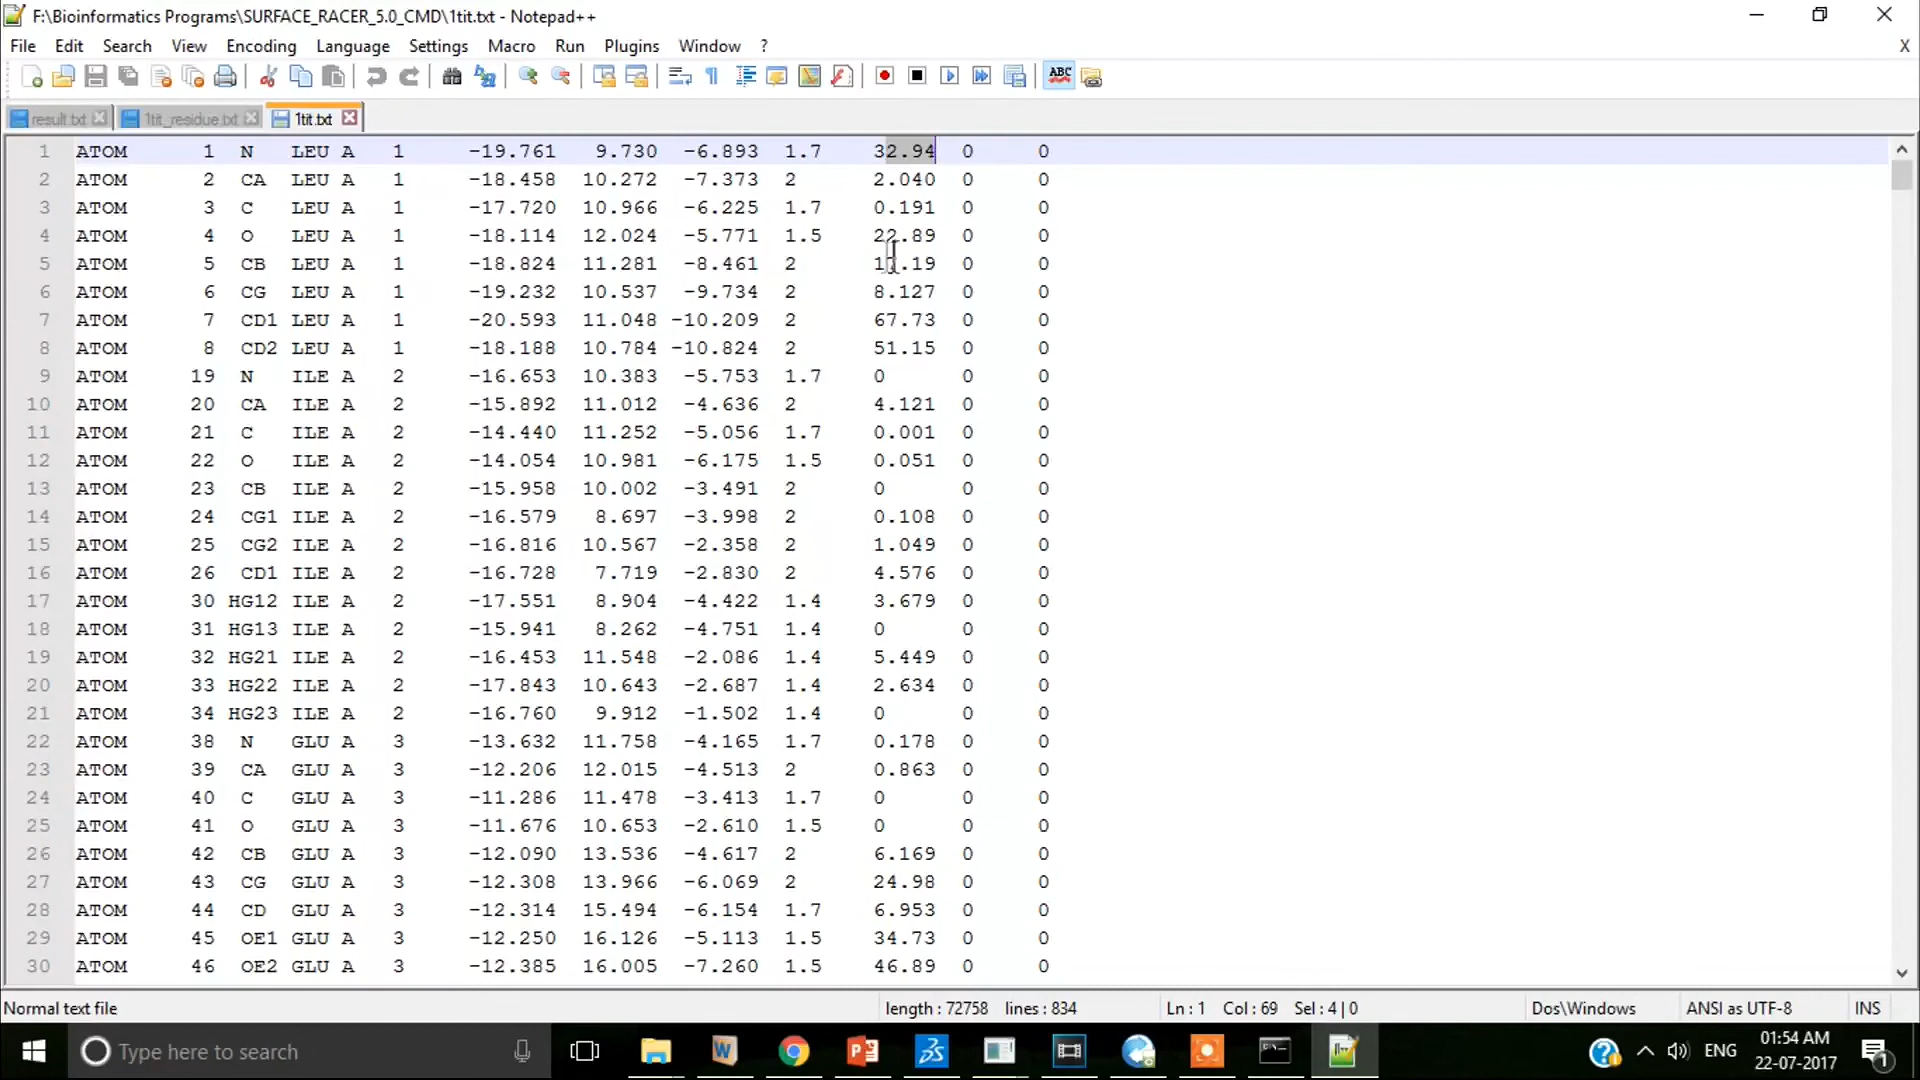 F:\Bioinformatics Programs\SURFACE_RACER_5.0_CMD\1tit.txt - Notepad++
File Edit Search View Encoding Language Settings Macro Run Plugins Window ? X
ABC
result.txt 1tit_residue.txt 1tit.txt
1 ATOM 1 N LEU A 1 -19.761 9.730 -6.893 1.7 32.94 0 0
2 ATOM 2 CA LEU A 1 -18.458 10.272 -7.373 2 2.040 0 0
3 ATOM 3 C LEU A 1 -17.720 10.966 -6.225 1.7 0.191 0 0
4 ATOM 4 O LEU A 1 -18.114 12.024 -5.771 1.5 22.89 0 0
5 ATOM 5 CB LEU A 1 -18.824 11.281 -8.461 2 17.19 0 0
6 ATOM 6 CG LEU A 1 -19.232 10.537 -9.734 2 8.127 0 0
7 ATOM 7 CD1 LEU A 1 -20.593 11.048 -10.209 2 67.73 0 0
8 ATOM 8 CD2 LEU A 1 -18.188 10.784 -10.824 2 51.15 0 0
9 ATOM 19 N ILE A 2 -16.653 10.383 -5.753 1.7 0 0 0
10 ATOM 20 CA ILE A 2 -15.892 11.012 -4.636 2 4.121 0 0
11 ATOM 21 C ILE A 2 -14.440 11.252 -5.056 1.7 0.001 0 0
12 ATOM 22 O ILE A 2 -14.054 10.981 -6.175 1.5 0.051 0 0
13 ATOM 23 CB ILE A 2 -15.958 10.002 -3.491 2 0 0 0
14 ATOM 24 CG1 ILE A 2 -16.579 8.697 -3.998 2 0.108 0 0
15 ATOM 25 CG2 ILE A 2 -16.816 10.567 -2.358 2 1.049 0 0
16 ATOM 26 CD1 ILE A 2 -16.728 7.719 -2.830 2 4.576 0 0
17 ATOM 30 HG12 ILE A 2 -17.551 8.904 -4.422 1.4 3.679 0 0
18 ATOM 31 HG13 ILE A 2 -15.941 8.262 -4.751 1.4 0 0 0
19 ATOM 32 HG21 ILE A 2 -16.453 11.548 -2.086 1.4 5.449 0 0
20 ATOM 33 HG22 ILE A 2 -17.843 10.643 -2.687 1.4 2.634 0 0
21 ATOM 34 HG23 ILE A 2 -16.760 9.912 -1.502 1.4 0 0 0
22 ATOM 38 N GLU A 3 -13.632 11.758 -4.165 1.7 0.178 0 0
23 ATOM 39 CA GLU A 3 -12.206 12.015 -4.513 2 0.863 0 0
24 ATOM 40 C GLU A 3 -11.286 11.478 -3.413 1.7 0 0 0
25 ATOM 41 O GLU A 3 -11.676 10.653 -2.610 1.5 0 0 0
26 ATOM 42 CB GLU A 3 -12.090 13.536 -4.617 2 6.169 0 0
27 ATOM 43 CG GLU A 3 -12.308 13.966 -6.069 2 24.98 0 0
28 ATOM 44 CD GLU A 3 -12.314 15.494 -6.154 1.7 6.953 0 0
29 ATOM 45 OE1 GLU A 3 -12.250 16.126 -5.113 1.5 34.73 0 0
30 ATOM 46 OE2 GLU A 3 -12.385 16.005 -7.260 1.5 46.89 0 0
Normal text file length : 72758 lines : 834 Ln : 1 Col : 69 Sel : 4 | 0 Dos\Windows ANSI as UTF-8 INS
Type here to search ENG 01:54 AM
22-07-2017 1